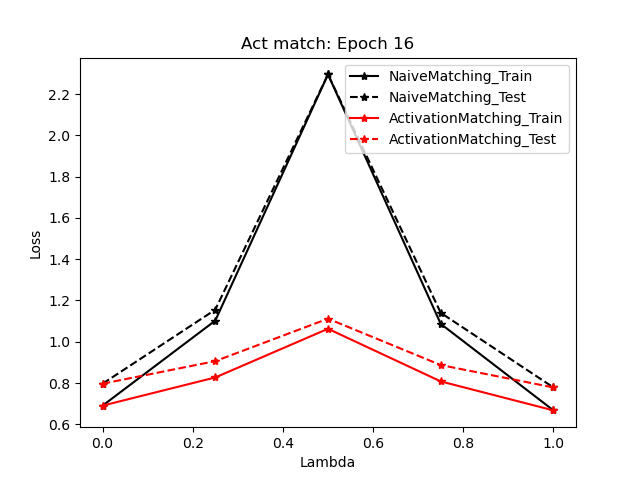 Act match: Epoch 16
NaiveMatching_Train
NaiveMatching_Test
ActivationMatching_Train
ActivationMatching_Test
Loss
2.2
2.0
1.8
1.6
1.4
1.2
1.0
0.8
0.6
0.0 0.2 0.4 0.6 0.8 1.0
Lambda